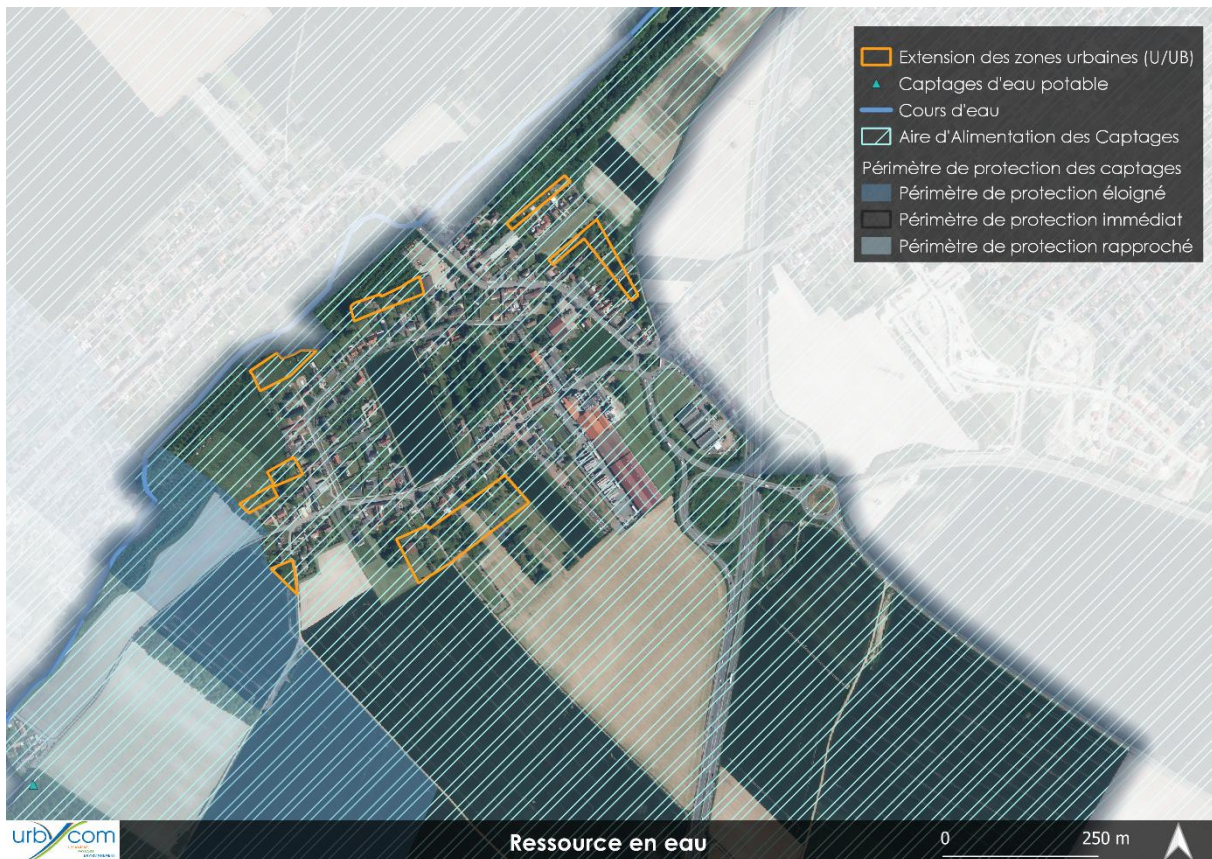 Extension des zones urbaines (U/UB)
Captages d'eau potable
Cours d'eau
Aire d'Alimentation des Captages
Périmètre de protection des captages
Périmètre de protection éloigné
Périmètre de protection immédiat
Périmètre de protection rapproché
urbycom
Ressource en eau
0 250 m